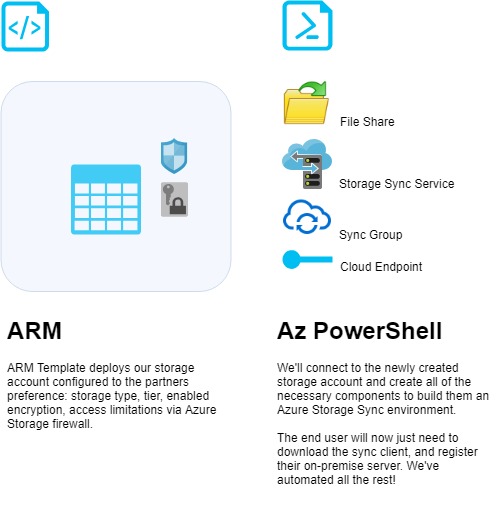 File Share
Storage Sync Service
Sync Group
Cloud Endpoint
ARM
ARM Template deploys our storage
account configured to the partners
preference: storage type, tier, enabled
encryption, access limitations via Azure
Storage firewall.
Az PowerShell
We'll connect to the newly created
storage account and create all of the
necessary components to build them an
Azure Storage Sync environment.
The end user will now just need to
download the sync client, and register
their on-premise server. We've
automated all the rest!